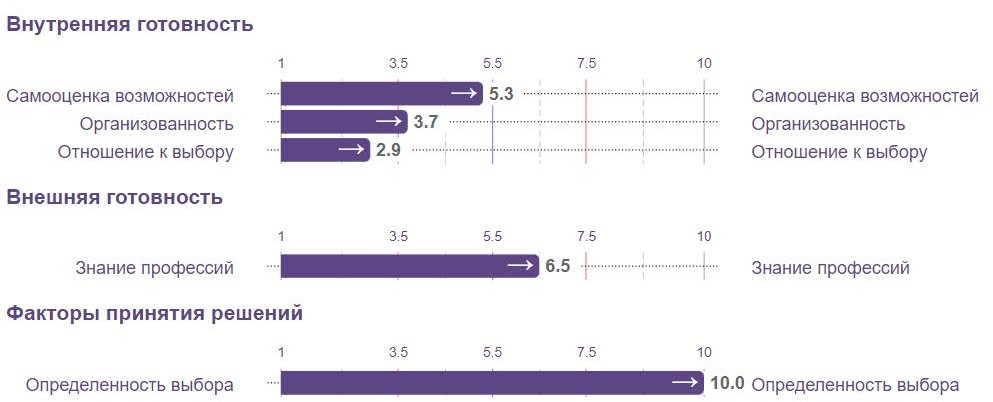 Внутренняя готовность
1 3.5 5.5 7.5 10
Самооценка возможностей 5.3 Самооценка возможностей
Организованность 3.7 Организованность
Отношение к выбору 2.9 Отношение к выбору
Внешняя готовность
1 3.5 5.5 7.5 10
Знание профессий 6.5 Знание профессий
Факторы принятия решений
1 3.5 5.5 7.5 10
Определенность выбора 10.0 Определенность выбора